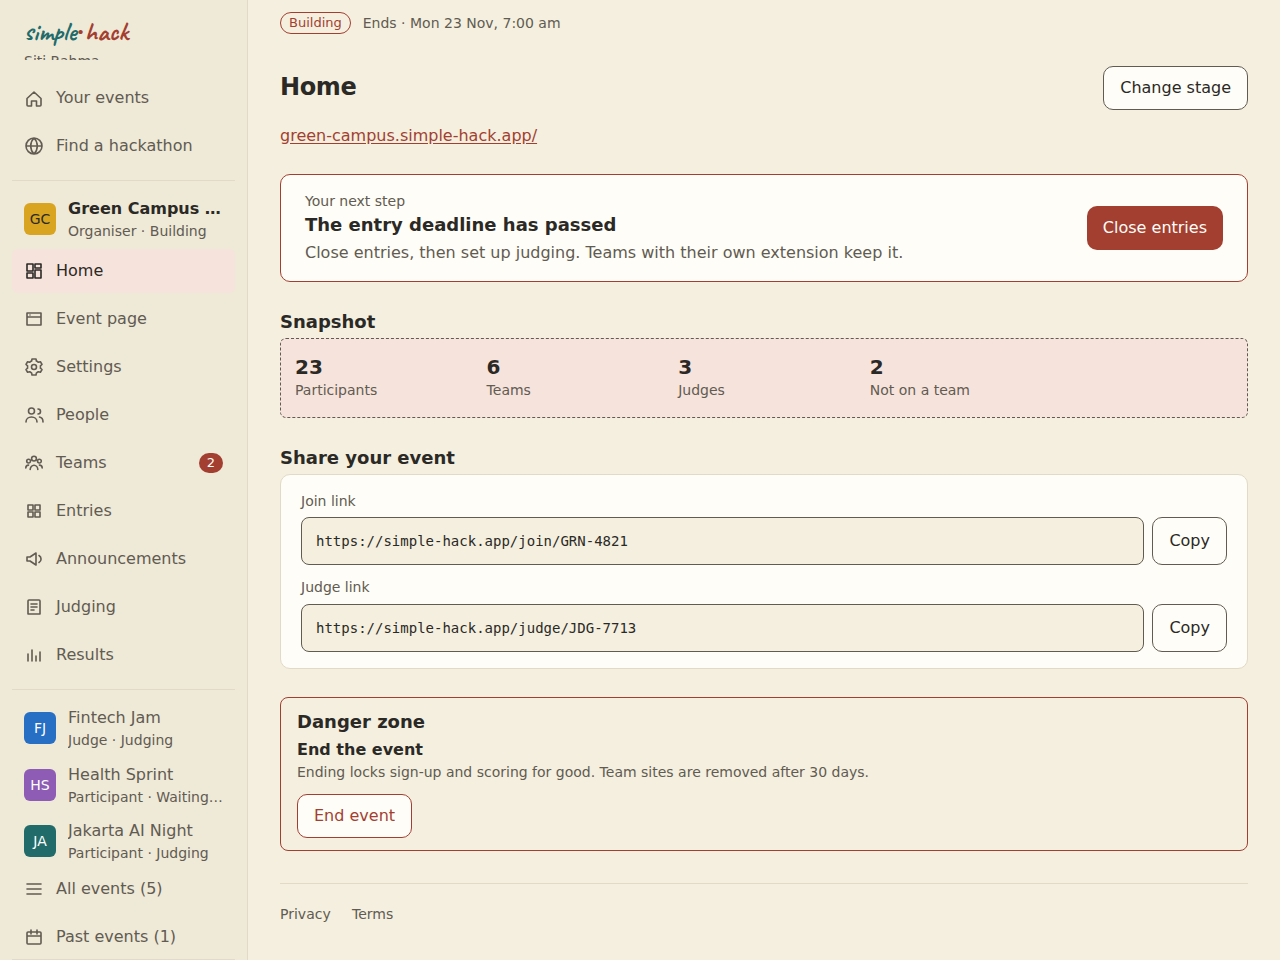 simple·hack
Siti Rahma
Your events
Find a hackathon
GC
Green Campus ...
Organiser · Building
Home
Event page
Settings
People
Teams
2
Entries
Announcements
Judging
Results
FJ
Fintech Jam
Judge · Judging
HS
Health Sprint
Participant · Waiting...
JA
Jakarta AI Night
Participant · Judging
All events (5)
Past events (1)
Building
Ends · Mon 23 Nov, 7:00 am
Home
Change stage
green-campus.simple-hack.app/
Your next step
The entry deadline has passed
Close entries, then set up judging. Teams with their own extension keep it.
Close entries
Snapshot
23
Participants
6
Teams
3
Judges
2
Not on a team
Share your event
Join link
https://simple-hack.app/join/GRN-4821
Copy
Judge link
https://simple-hack.app/judge/JDG-7713
Copy
Danger zone
End the event
Ending locks sign-up and scoring for good. Team sites are removed after 30 days.
End event
Privacy
Terms